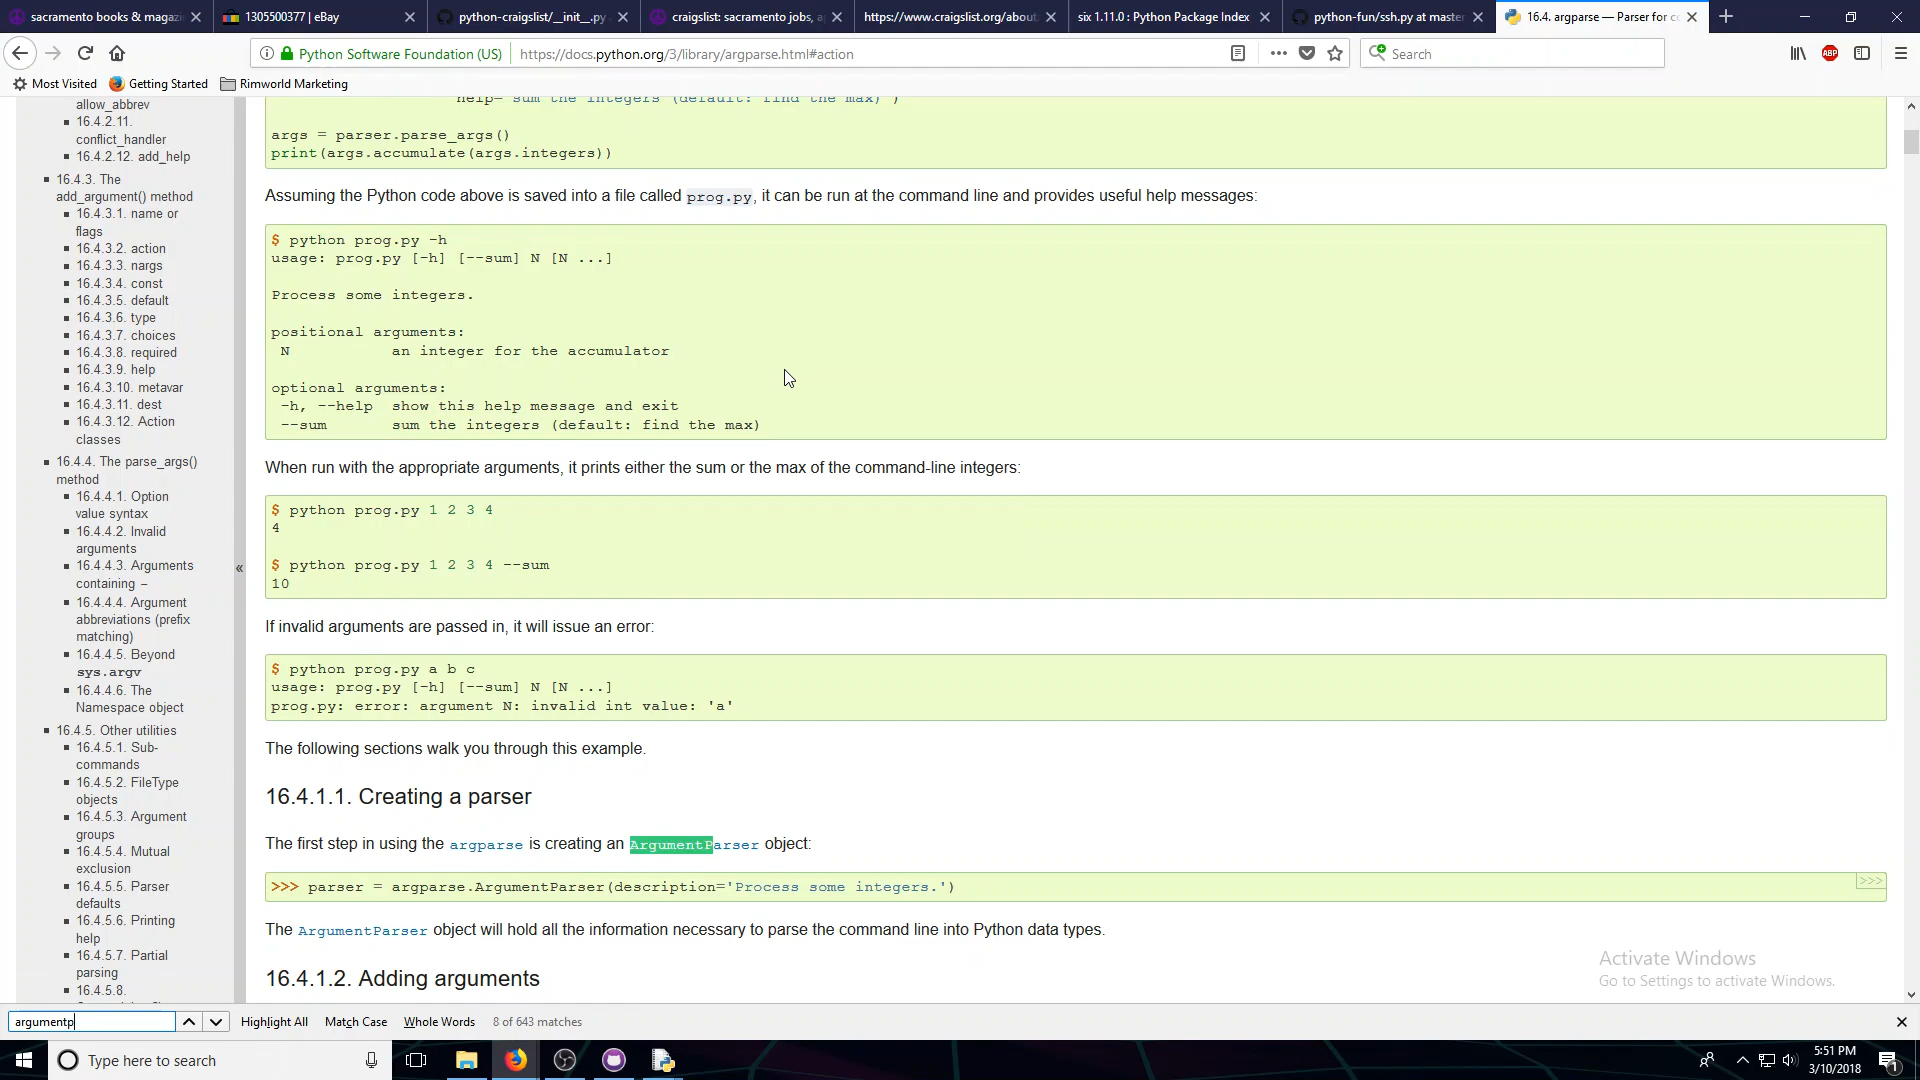 sacramento books & magazi
1305500377 | eBay
python-craigslist/__init__.py
craigslist: sacramento jobs, a
https://www.craigslist.org/about
six 1.11.0 : Python Package Index
python-fun/ssh.py at master
16.4. argparse — Parser for co
Python Software Foundation (US)
https://docs.python.org/3/library/argparse.html#action
Search
ABP
Most Visited
Getting Started
Rimworld Marketing
allow_abbrev
16.4.2.11.
conflict_handler
16.4.2.12. add_help
16.4.3. The
add_argument() method
16.4.3.1. name or
flags
16.4.3.2. action
16.4.3.3. nargs
16.4.3.4. const
16.4.3.5. default
16.4.3.6. type
16.4.3.7. choices
16.4.3.8. required
16.4.3.9. help
16.4.3.10. metavar
16.4.3.11. dest
16.4.3.12. Action
classes
16.4.4. The parse_args()
method
16.4.4.1. Option
value syntax
16.4.4.2. Invalid
arguments
16.4.4.3. Arguments
containing -
16.4.4.4. Argument
abbreviations (prefix
matching)
16.4.4.5. Beyond
sys.argv
16.4.4.6. The
Namespace object
16.4.5. Other utilities
16.4.5.1. Sub-
commands
16.4.5.2. FileType
objects
16.4.5.3. Argument
groups
16.4.5.4. Mutual
exclusion
16.4.5.5. Parser
defaults
16.4.5.6. Printing
help
16.4.5.7. Partial
parsing
16.4.5.8.
«
help='sum the integers (default: find the max)')
args = parser.parse_args()
print(args.accumulate(args.integers))
Assuming the Python code above is saved into a file called prog.py, it can be run at the command line and provides useful help messages:
$ python prog.py -h
usage: prog.py [-h] [--sum] N [N ...]
Process some integers.
positional arguments:
N an integer for the accumulator
optional arguments:
-h, --help show this help message and exit
--sum sum the integers (default: find the max)
When run with the appropriate arguments, it prints either the sum or the max of the command-line integers:
$ python prog.py 1 2 3 4
4
$ python prog.py 1 2 3 4 --sum
10
If invalid arguments are passed in, it will issue an error:
$ python prog.py a b c
usage: prog.py [-h] [--sum] N [N ...]
prog.py: error: argument N: invalid int value: 'a'
The following sections walk you through this example.
16.4.1.1. Creating a parser
The first step in using the argparse is creating an ArgumentParser object:
>>> parser = argparse.ArgumentParser(description='Process some integers.')
>>>
The ArgumentParser object will hold all the information necessary to parse the command line into Python data types.
16.4.1.2. Adding arguments
Activate Windows
Go to Settings to activate Windows.
argumentp
Highlight All
Match Case
Whole Words
8 of 643 matches
Type here to search
5:51 PM
3/10/2018
1